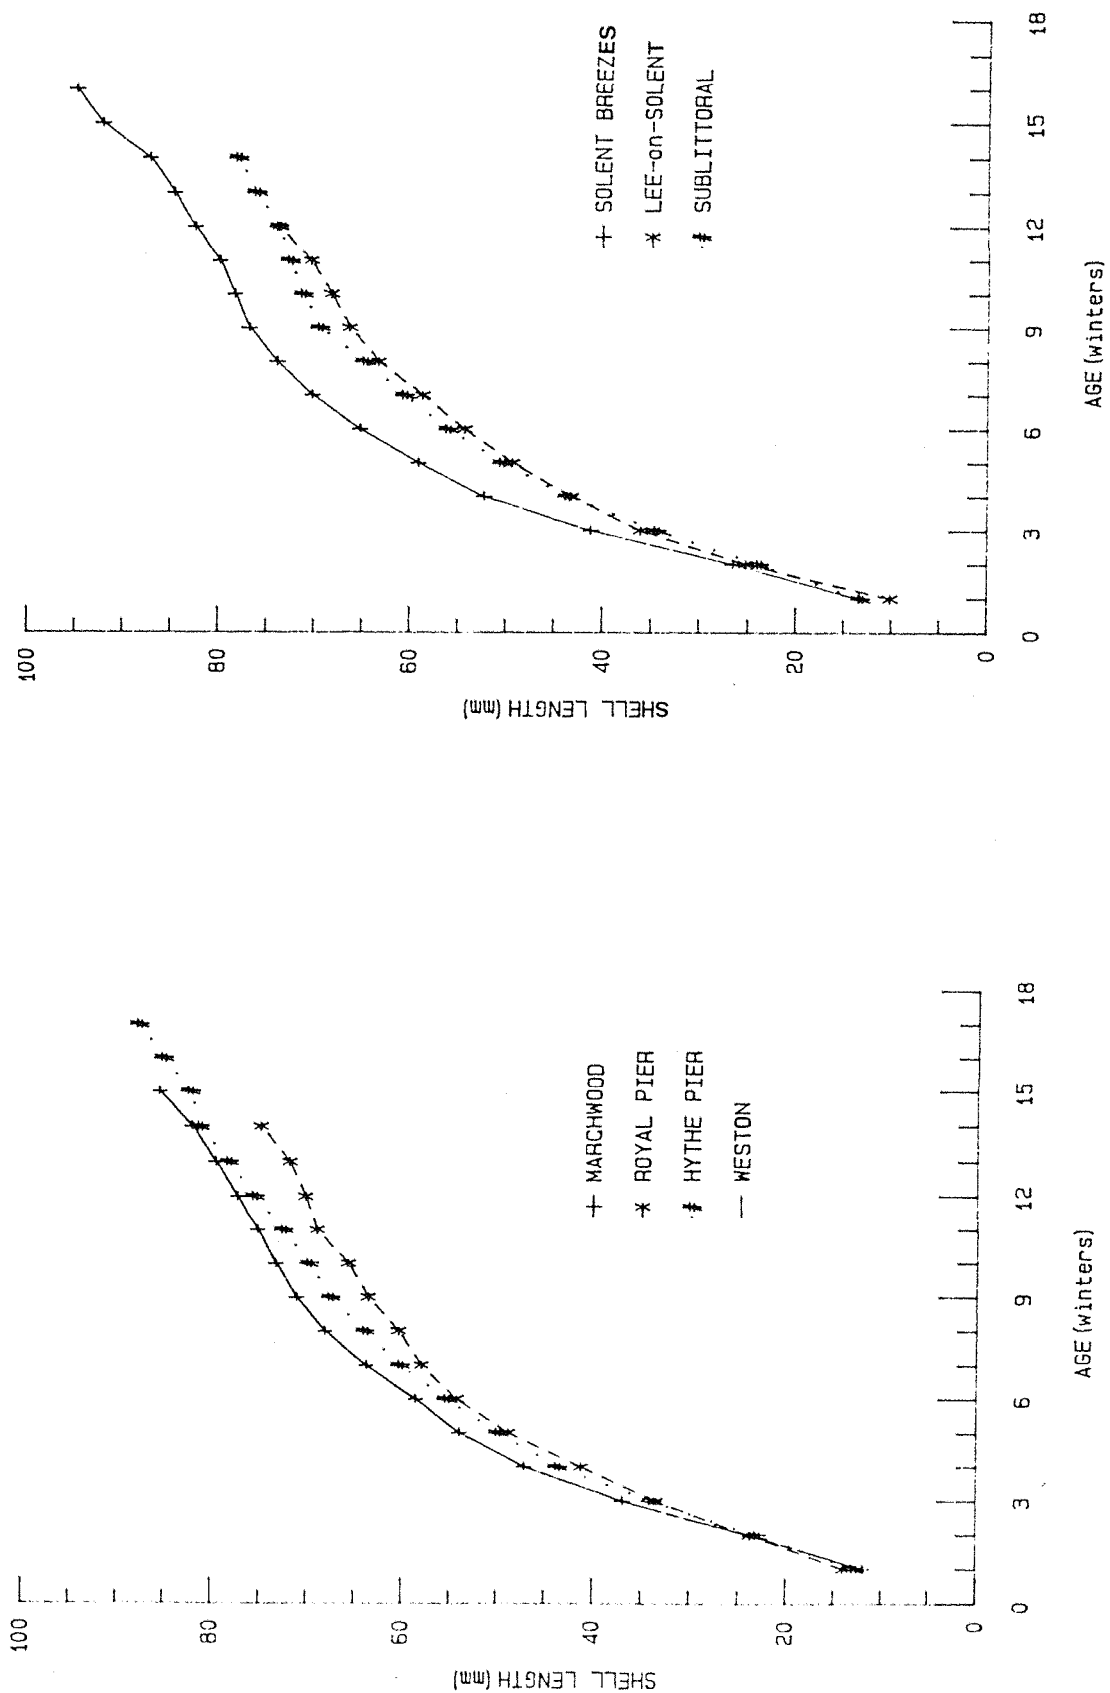 100
80
60
40
20
0
SHELL LENGTH (mm)
+ MARCHWOOD
* ROYAL PIER
HYTHE PIER
— WESTON
0 3 6 9 12 15 18
AGE (winters)
100
80
60
40
20
0
SHELL LENGTH (mm)
+ SOLENT BREEZES
* LEE-on-SOLENT
SUBLITTORAL
0 3 6 9 12 15 18
AGE (winters)